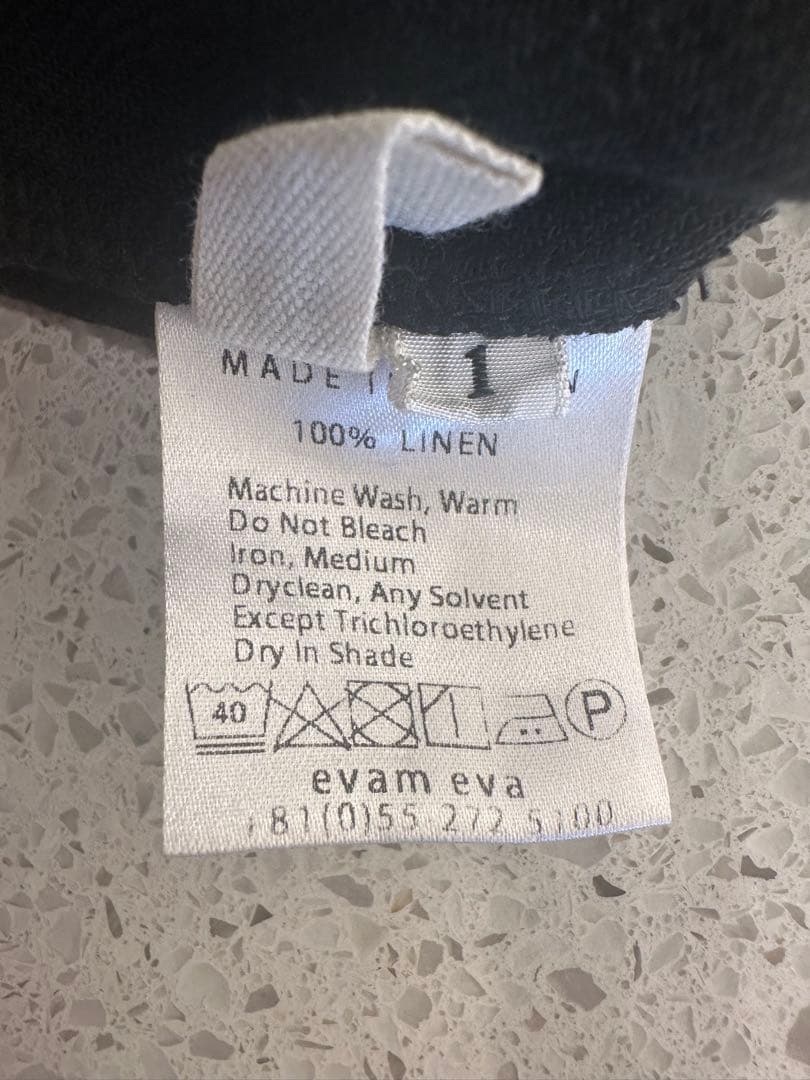 MADE
1
100% LINEN
Machine Wash, Warm
Do Not Bleach
Iron, Medium
Dryclean, Any Solvent
Except Trichloroethylene
Dry In Shade
40 P
evam eva
81(0)55 272 5100